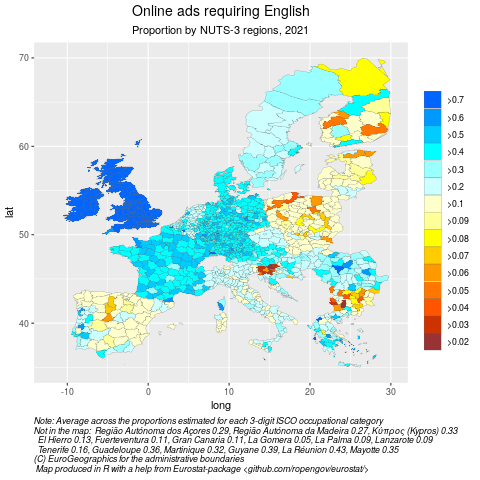 Online ads requiring English
Proportion by NUTS-3 regions, 2021
70
60
50
40
lat
-10
0
10
20
30
long
>0.7
>0.6
>0.5
>0.4
>0.3
>0.2
>0.1
>0.09
>0.08
>0.07
>0.06
>0.05
>0.04
>0.03
>0.02
Note: Average across the proportions estimated for each 3-digit ISCO occupational category
Not in the map: Região Autónoma dos Açores 0.29, Região Autónoma da Madeira 0.27, Κύπρος (Kypros) 0.33
El Hierro 0.13, Fuerteventura 0.11, Gran Canaria 0.11, La Gomera 0.05, La Palma 0.09, Lanzarote 0.09
Tenerife 0.16, Guadeloupe 0.36, Martinique 0.32, Guyane 0.39, La Réunion 0.43, Mayotte 0.35
(C) EuroGeographics for the administrative boundaries
Map produced in R with a help from Eurostat-package <github.com/ropengov/eurostat/>